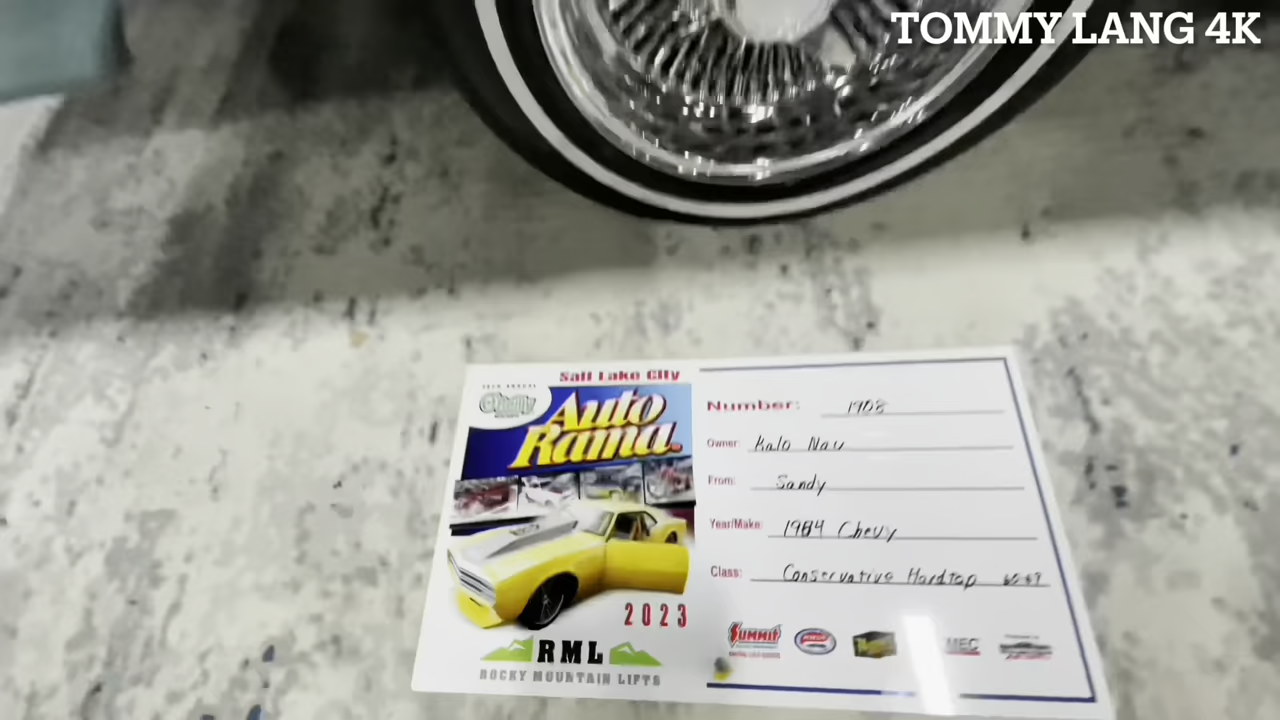 TOMMY LANG 4K
Salt Lake City
Auto
Rama
2023
RML
ROCKY MOUNTAIN LIFTS
Number: 1908
Owner: Kalo Nau
From: Sandy
Year/Make: 1984 Chevy
Class: Conservative Hardtop
SUMMIT
MEC